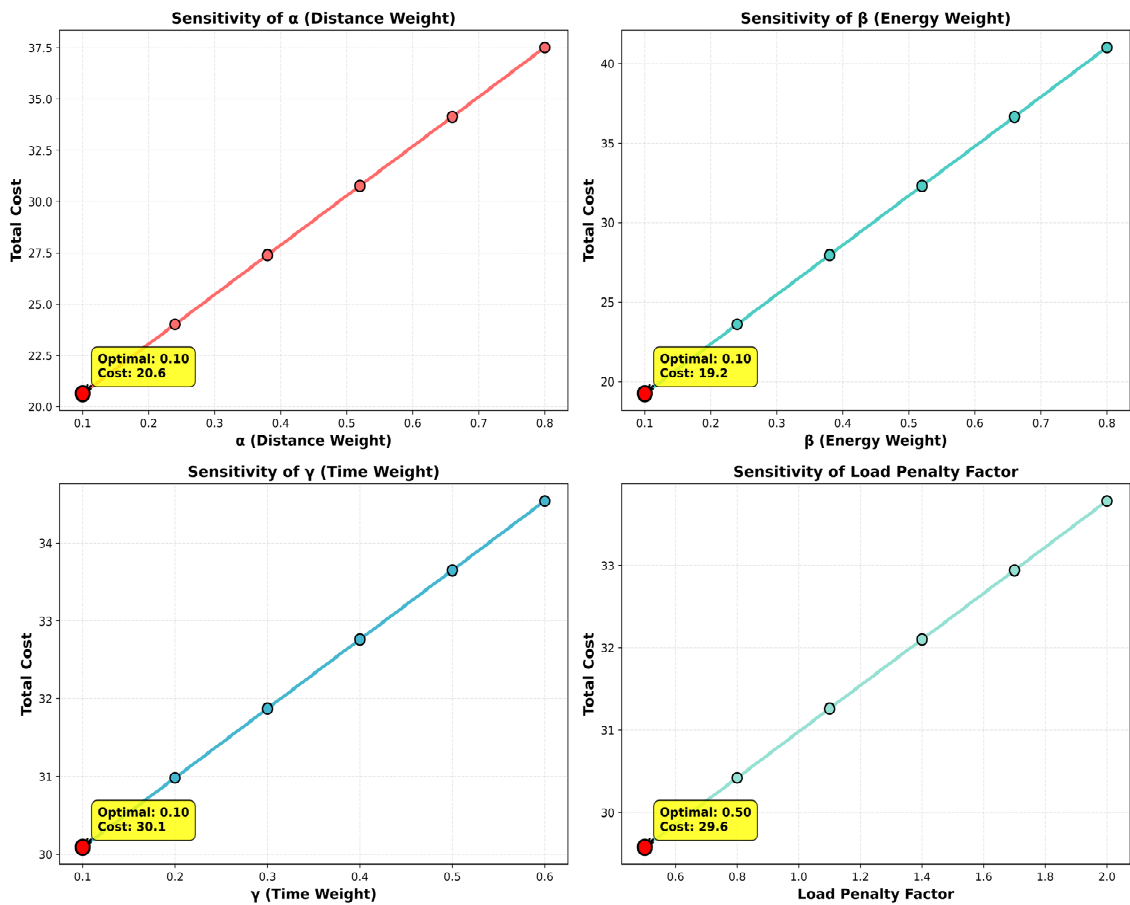 Sensitivity of α (Distance Weight)
Total Cost
37.5
35.0
32.5
30.0
27.5
25.0
22.5
20.0
Optimal: 0.10
Cost: 20.6
0.1 0.2 0.3 0.4 0.5 0.6 0.7 0.8
α (Distance Weight)
Sensitivity of β (Energy Weight)
Total Cost
40
35
30
25
20
Optimal: 0.10
Cost: 19.2
0.1 0.2 0.3 0.4 0.5 0.6 0.7 0.8
β (Energy Weight)
Sensitivity of γ (Time Weight)
Total Cost
34
33
32
31
30
Optimal: 0.10
Cost: 30.1
0.1 0.2 0.3 0.4 0.5 0.6
γ (Time Weight)
Sensitivity of Load Penalty Factor
Total Cost
33
32
31
30
Optimal: 0.50
Cost: 29.6
0.6 0.8 1.0 1.2 1.4 1.6 1.8 2.0
Load Penalty Factor